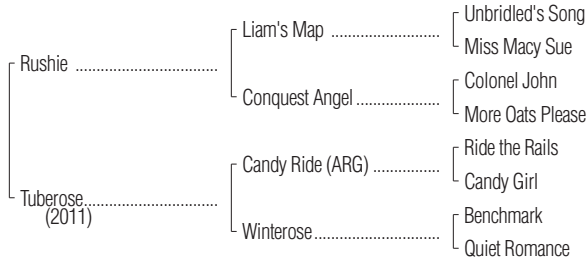 Unbridled's Song
Liam's Map ........................
Miss Macy Sue
Rushie ................................
Colonel John
Conquest Angel .................
More Oats Please
Ride the Rails
Candy Ride (ARG) ..............
Candy Girl
Tuberose..............................
(2011)
Benchmark
Winterose............................
Quiet Romance